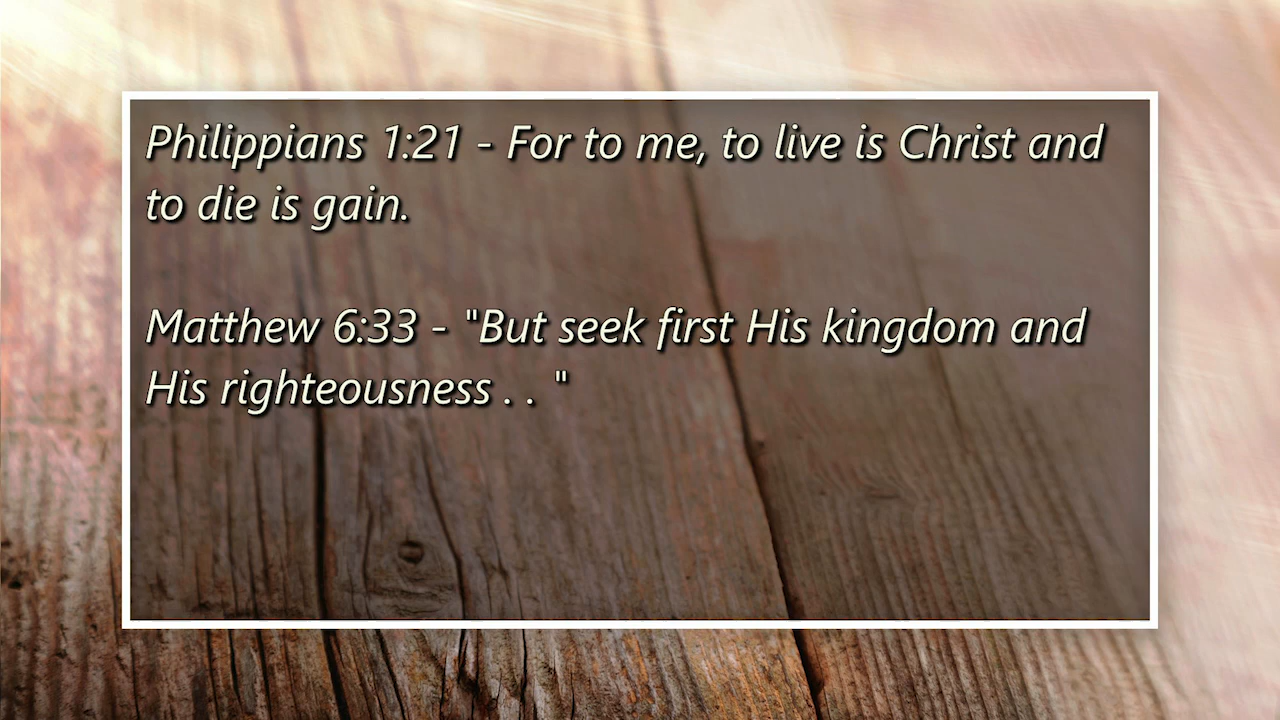 Philippians 1:21 - For to me, to live is Christ and
to die is gain.
Matthew 6:33 - "But seek first His kingdom and
His righteousness . . "